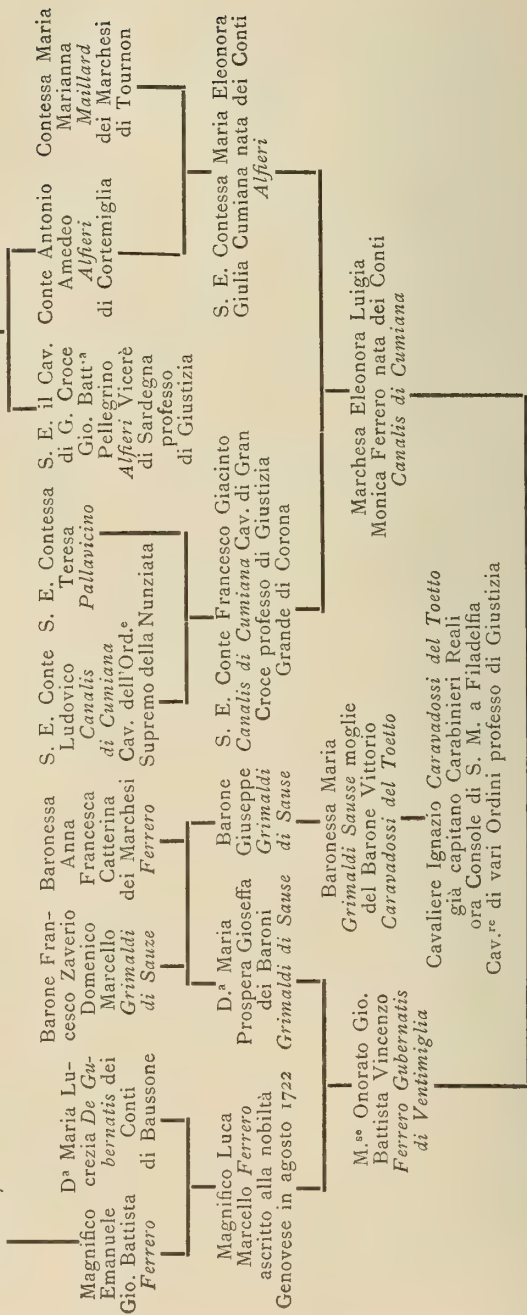 Magnifico
Emanuele
Gio. Battista
Ferrero
Dª Maria Lu-
crezia De Gu-
bernatis dei
Conti
di Baussone
Barone Fran-
cesco Zaverio
Domenico
Marcello
Grimaldi
di Sauze
Baronessa
Anna
Francesca
Catterina
dei Marchesi
Ferrero
S. E. Conte
Ludovico
Canalis
di Cumiana
Cav. dell'Ord.e
Supremo della Nunziata
S. E. Contessa
Teresa
Pallavicino
S. E. il Cav.
di G. Croce
Gio. Batt.a
Pellegrino
Alfieri Vicerè
di Sardegna
professo
di Giustizia
Conte Antonio
Amedeo
Alfieri
di Cortemiglia
Contessa Maria
Marianna
Maillard
dei Marchesi
di Tournon
Magnifico Luca
Marcello Ferrero
ascritto alla nobiltà
Genovese in agosto 1722
D.a Maria
Prospera Gioseffa
dei Baroni
Grimaldi di Sause
Barone
Giuseppe
Grimaldi
di Sause
S. E. Conte Francesco Giacinto
Canalis di Cumiana Cav. di Gran
Croce professo di Giustizia
Grande di Corona
S. E. Contessa Maria Eleonora
Giulia Cumiana nata dei Conti
Alfieri
M.se Onorato Gio.
Battista Vincenzo
Ferrero Gubernatis
di Ventimiglia
Baronessa Maria
Grimaldi Sausse moglie
del Barone Vittorio
Caravadossi del Toetto
Marchesa Eleonora Luigia
Monica Ferrero nata dei Conti
Canalis di Cumiana
Cavaliere Ignazio Caravadossi del Toetto
già capitano Carabinieri Reali
ora Console di S. M. a Filadelfia
Cav.re di vari Ordini professo di Giustizia